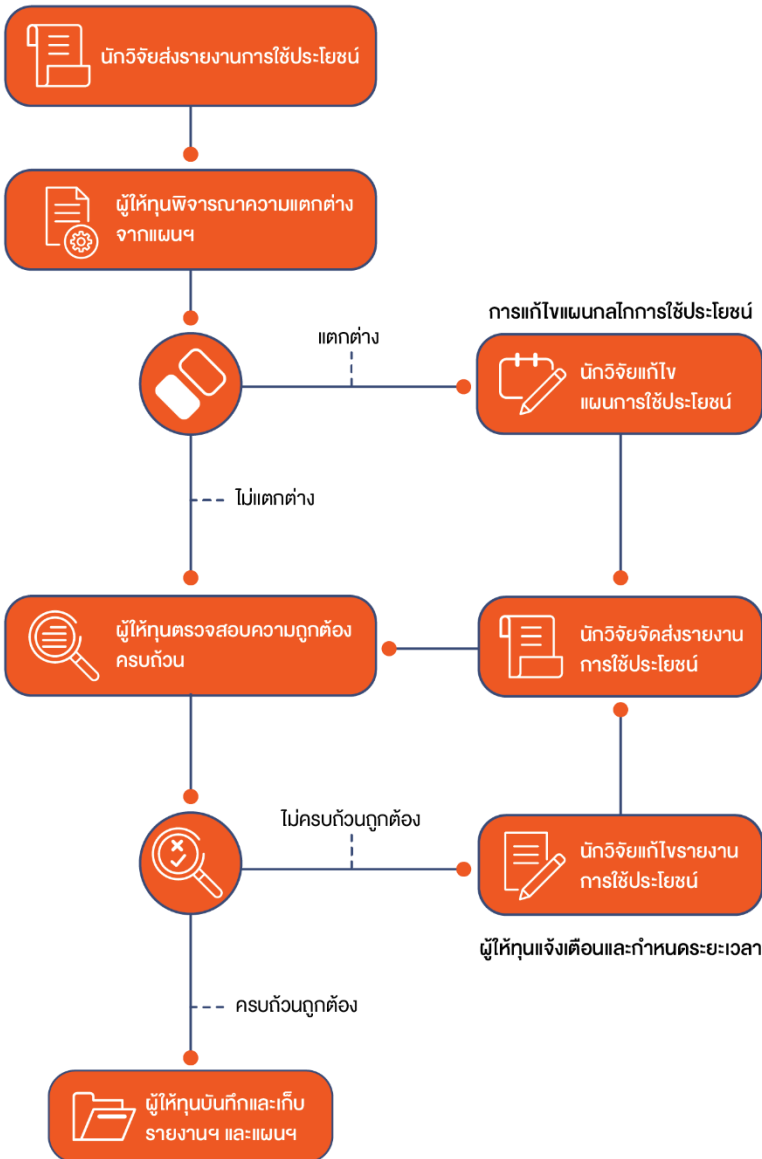 นักวิจัยส่งรายงานการใช้ประโยชน์
ผู้ให้ทุนพิจารณาความแตกต่าง
จากแผนฯ
การแก้ไขแผนกลไกการใช้ประโยชน์
แตกต่าง
นักวิจัยแก้ไข
แผนการใช้ประโยชน์
ไม่แตกต่าง
ผู้ให้ทุนตรวจสอบความถูกต้อง
ครบถ้วน
นักวิจัยจัดส่งรายงาน
การใช้ประโยชน์
ไม่ครบถ้วนถูกต้อง
นักวิจัยแก้ไขรายงาน
การใช้ประโยชน์
ผู้ให้ทุนแจ้งเตือนและกำหนดระยะเวลา
ครบถ้วนถูกต้อง
ผู้ให้ทุนบันทึกและเก็บ
รายงานฯ และแผนฯ